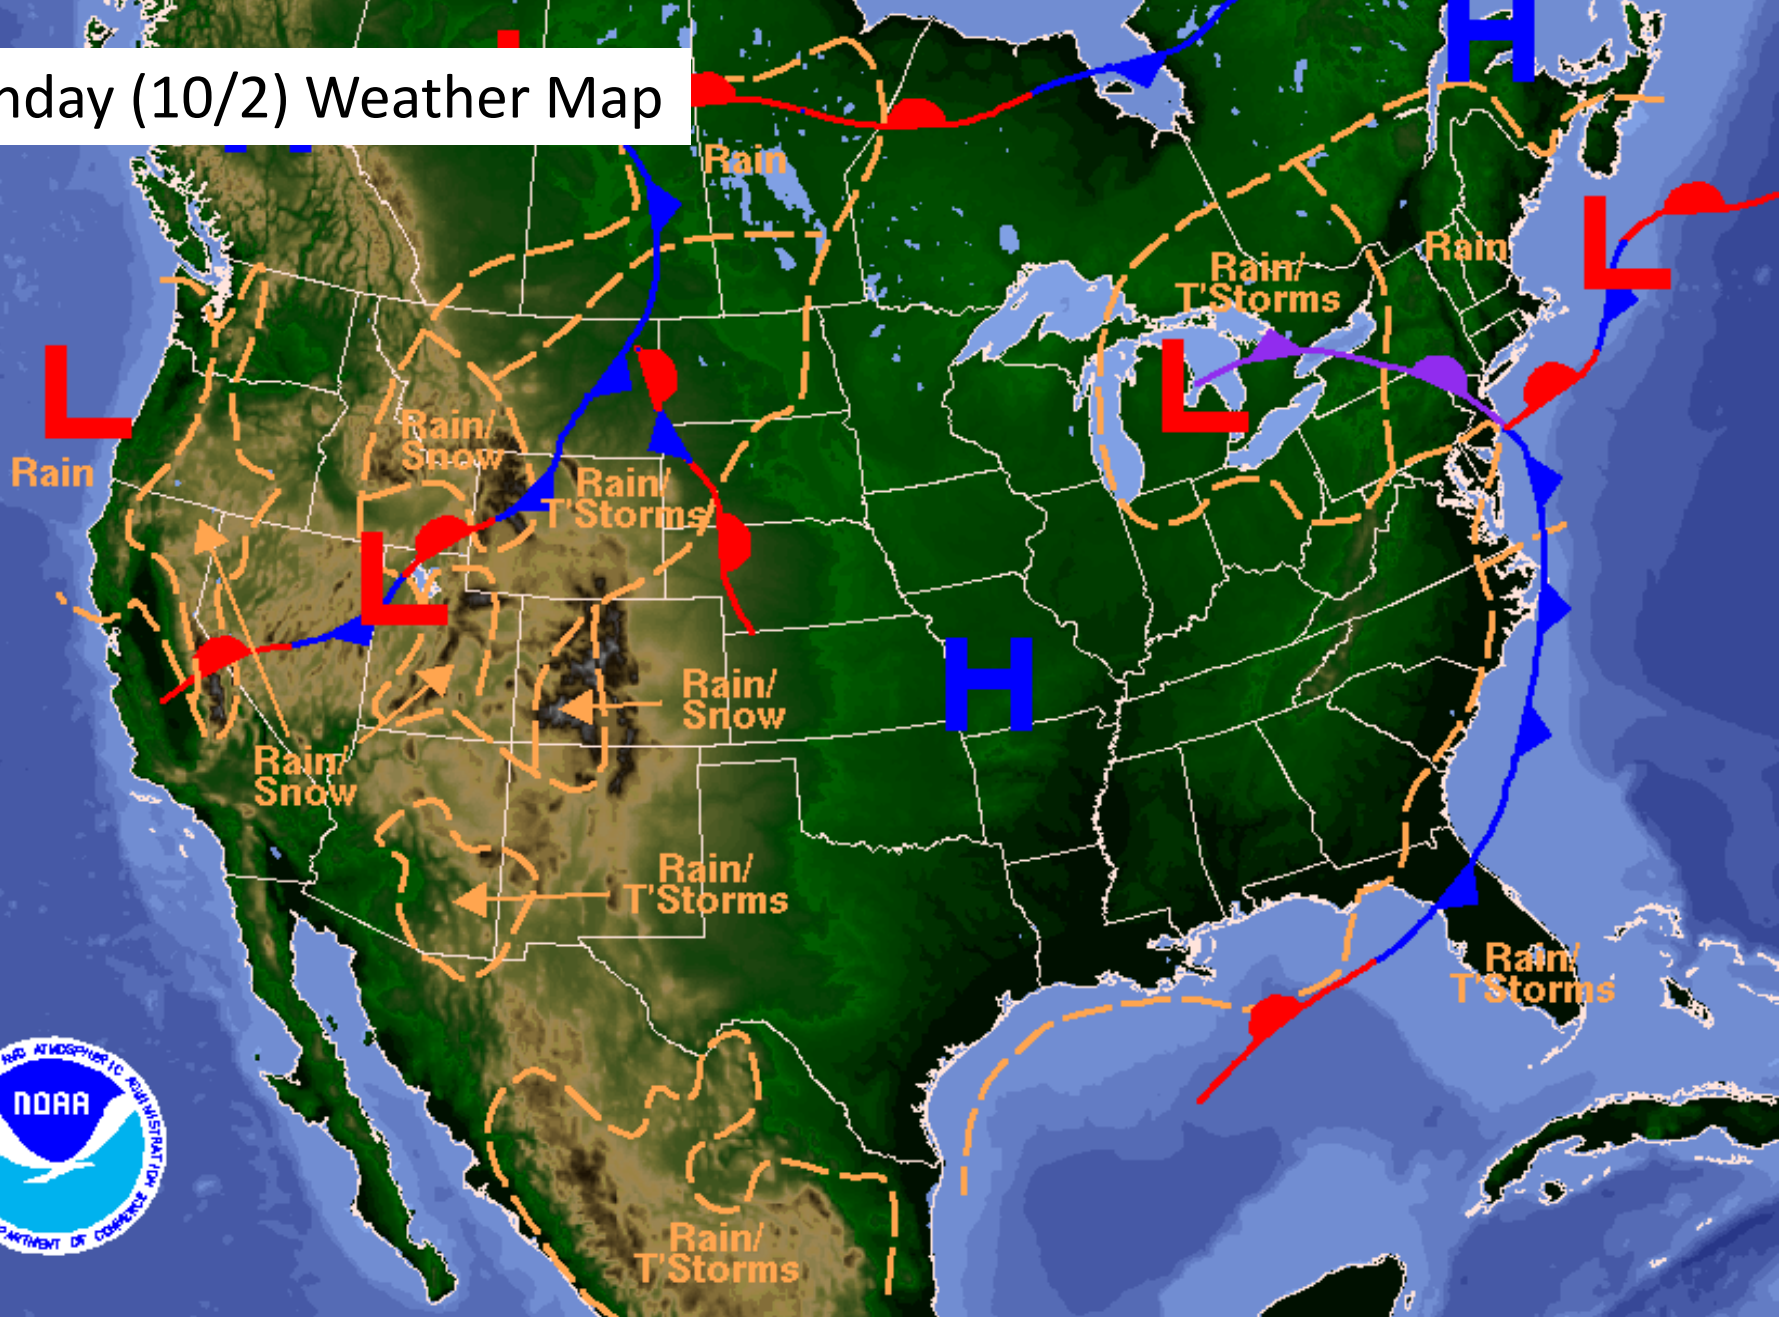 nday (10/2) Weather Map
H
L
Rain
Rain
Rain/
T'Storms
L
L
Rain/
Snow
Rain
Rain/
T'Storms
L
L
H
Rain/
Snow
Rain/
Snow
Rain/
T'Storms
Rain/
T'Storms
NOAA
Rain/
T'Storms